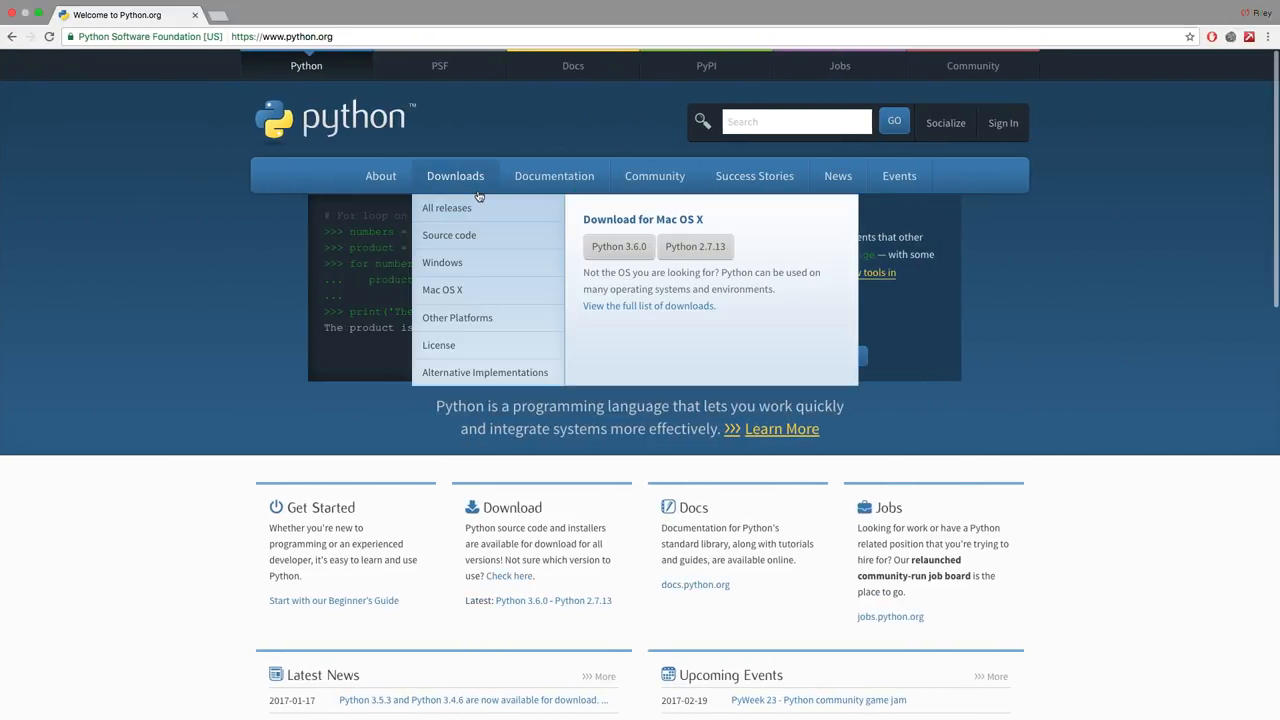 Welcome to Python.org
Riley
Python Software Foundation [US]
https://www.python.org
Python
PSF
Docs
PyPI
Jobs
Community
python™
Search
GO
Socialize
Sign In
About
Downloads
Documentation
Community
Success Stories
News
Events
# For loop on
>>> numbers =
>>> product =
>>> for number
... product
...
>>> print('The
The product is
All releases
Source code
Windows
Mac OS X
Other Platforms
License
Alternative Implementations
Download for Mac OS X
Python 3.6.0
Python 2.7.13
Not the OS you are looking for? Python can be used on
many operating systems and environments.
View the full list of downloads.
ents that other
— with some
tools in
Python is a programming language that lets you work quickly
and integrate systems more effectively. >>> Learn More
Get Started
Whether you're new to
programming or an experienced
developer, it's easy to learn and use
Python.
Start with our Beginner's Guide
Download
Python source code and installers
are available for download for all
versions! Not sure which version to
use? Check here.
Latest: Python 3.6.0 - Python 2.7.13
Docs
Documentation for Python's
standard library, along with tutorials
and guides, are available online.
docs.python.org
Jobs
Looking for work or have a Python
related position that you're trying to
hire for? Our relaunched
community-run job board is the
place to go.
jobs.python.org
Latest News
>>> More
2017-01-17 Python 3.5.3 and Python 3.4.6 are now available for download. ...
Upcoming Events
>>> More
2017-02-19 PyWeek 23 - Python community game jam